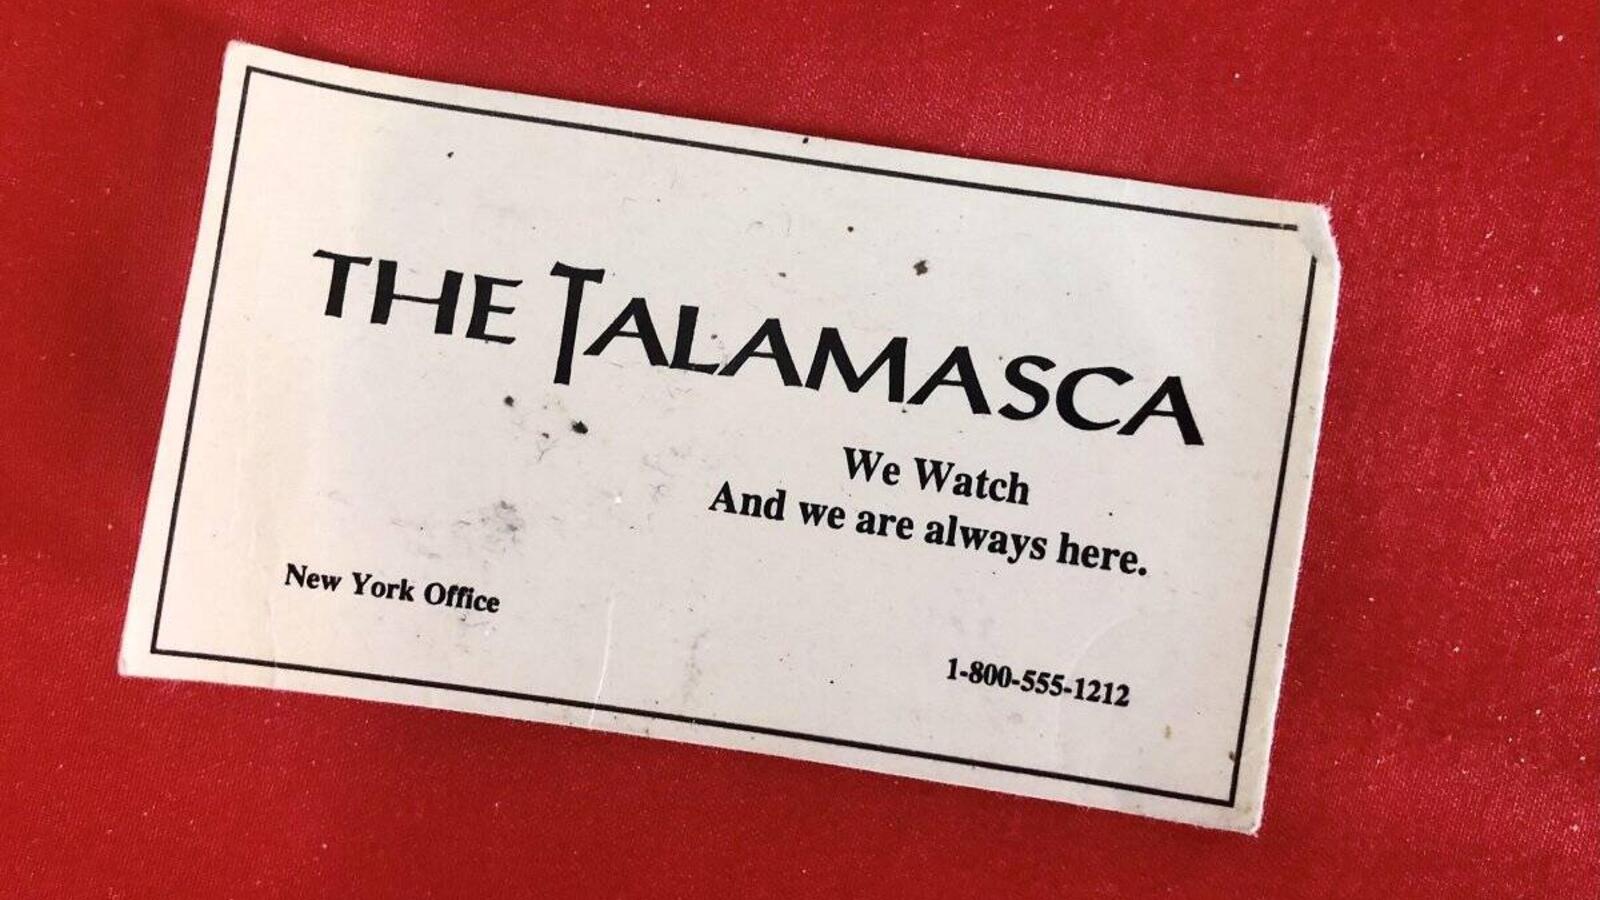 THE TALAMASCA
We Watch
And we are always here.
New York Office
1-800-555-1212